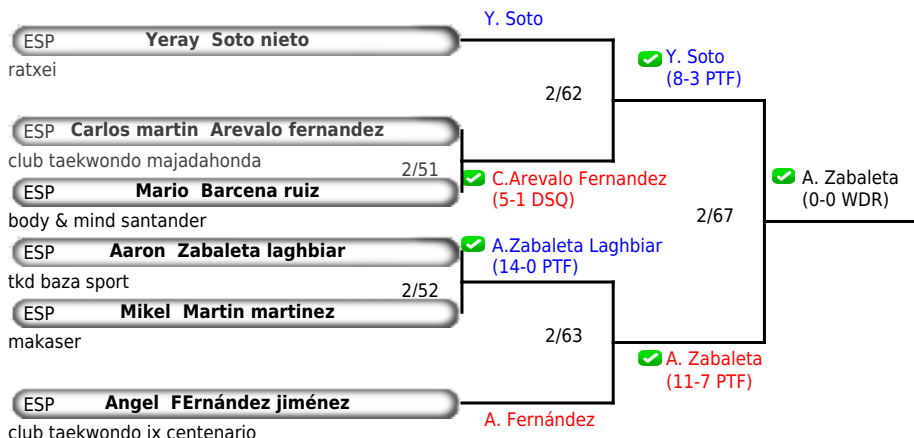 Y. Soto
ESP Yeray Soto nieto
ratxei
Y. Soto
(8-3 PTF)
2/62
ESP Carlos martin Arevalo fernandez
club taekwondo majadahonda
2/51
C.Arevalo Fernandez
(5-1 DSQ)
ESP Mario Barcena ruiz
body & mind santander
A. Zabaleta
(0-0 WDR)
2/67
ESP Aaron Zabaleta laghbiar
tkd baza sport
A.Zabaleta Laghbiar
(14-0 PTF)
2/52
ESP Mikel Martin martinez
makaser
2/63
A. Zabaleta
(11-7 PTF)
ESP Angel FErnández jiménez
club taekwondo ix centenario
A. Fernández